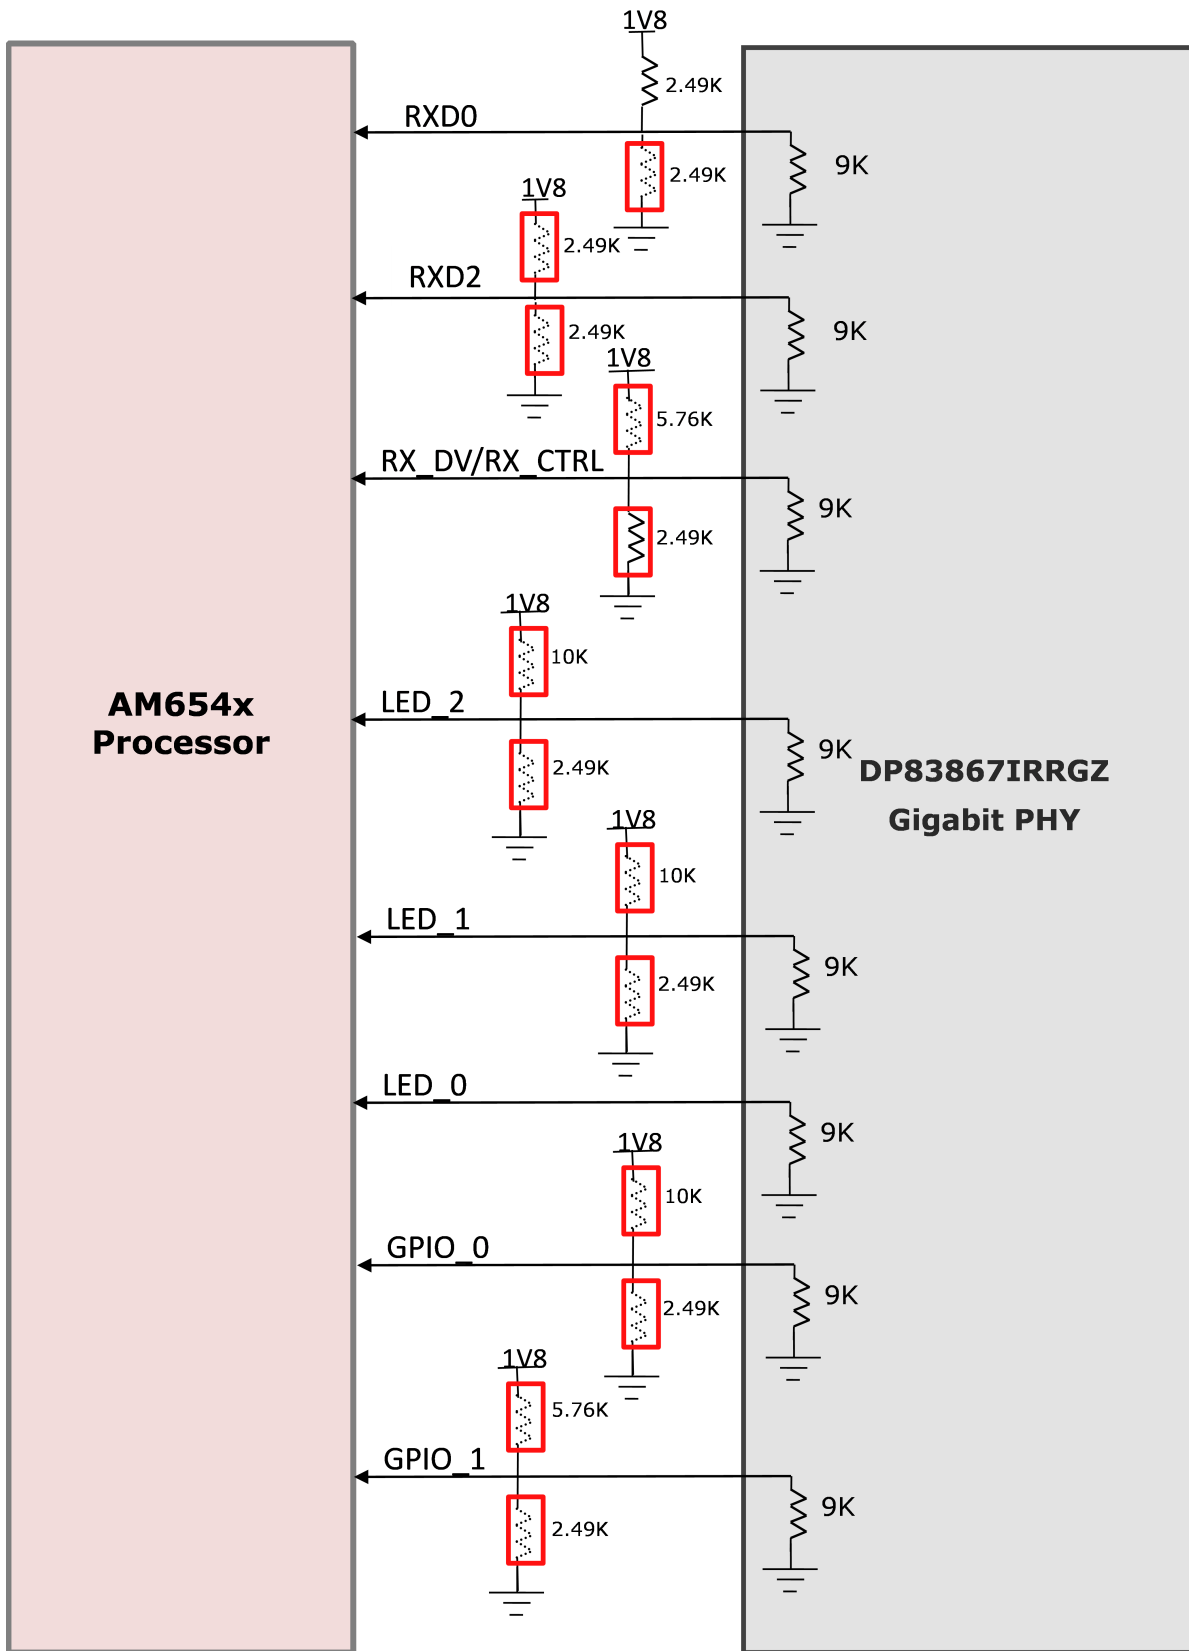 1V8
2.49K
RXD0
2.49K
9K
1V8
2.49K
RXD2
2.49K
9K
1V8
5.76K
RX_DV/RX_CTRL
2.49K
9K
1V8
10K
LED_2
2.49K
9K
AM654x
Processor
DP83867IRRGZ
Gigabit PHY
1V8
10K
LED_1
2.49K
9K
LED_0
9K
1V8
10K
GPIO_0
2.49K
9K
1V8
5.76K
GPIO_1
2.49K
9K